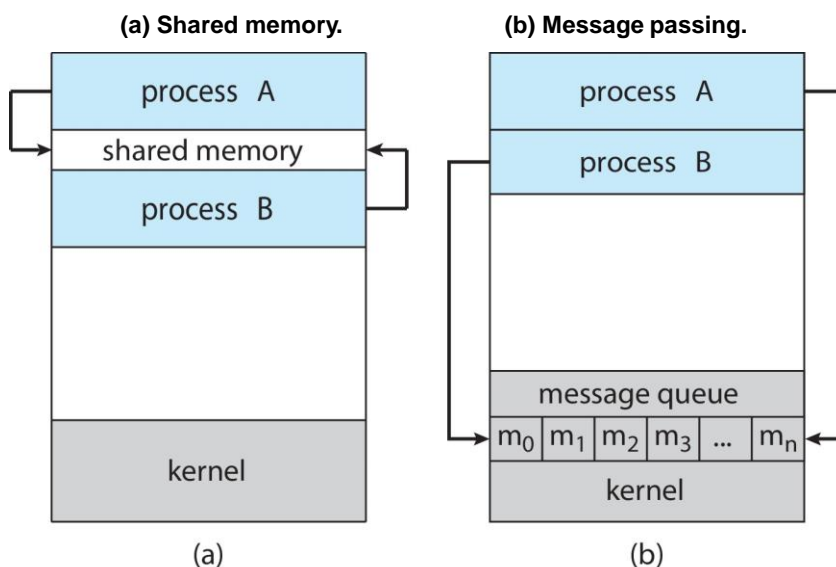 (a) Shared memory.
(b) Message passing.
process A
shared memory
process B
kernel
(a)
process A
process B
message queue
m₀ m₁ m₂ m₃ ... mₙ
kernel
(b)